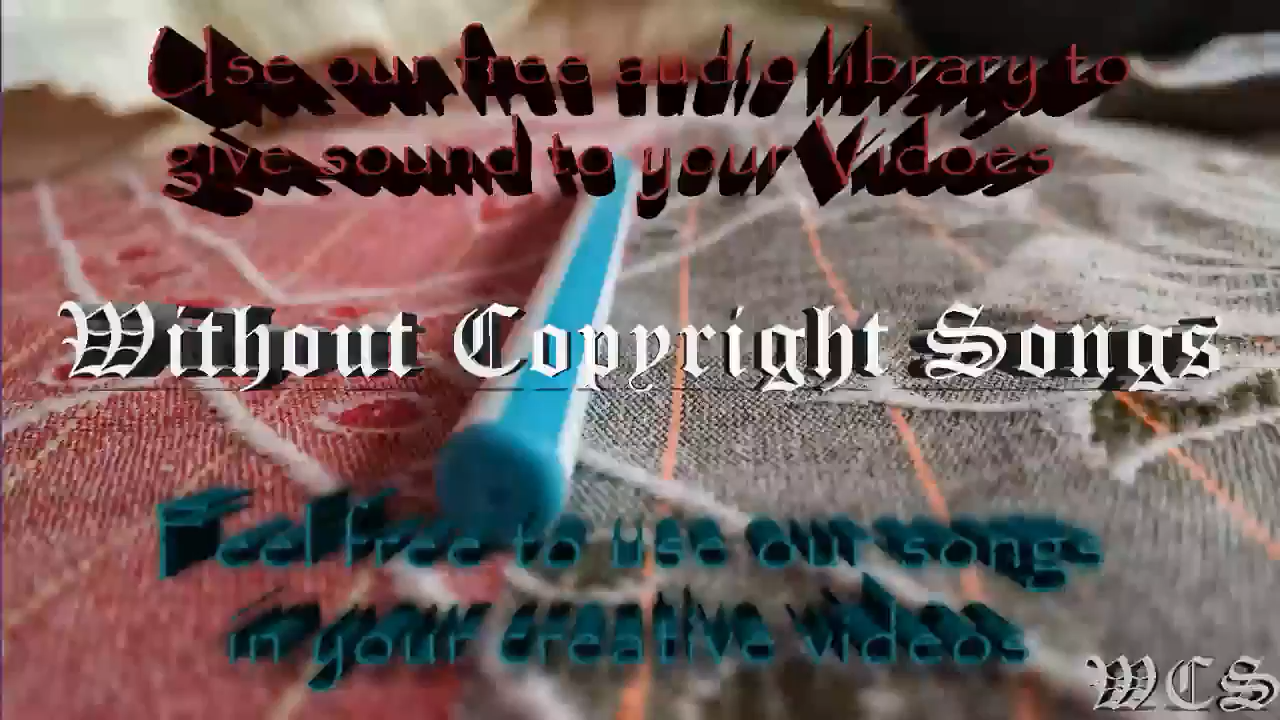 Use our free audio library to
give sound to your Vidoes
Without Copyright Songs
Feel free to use our songs
in your creative videos
WCS